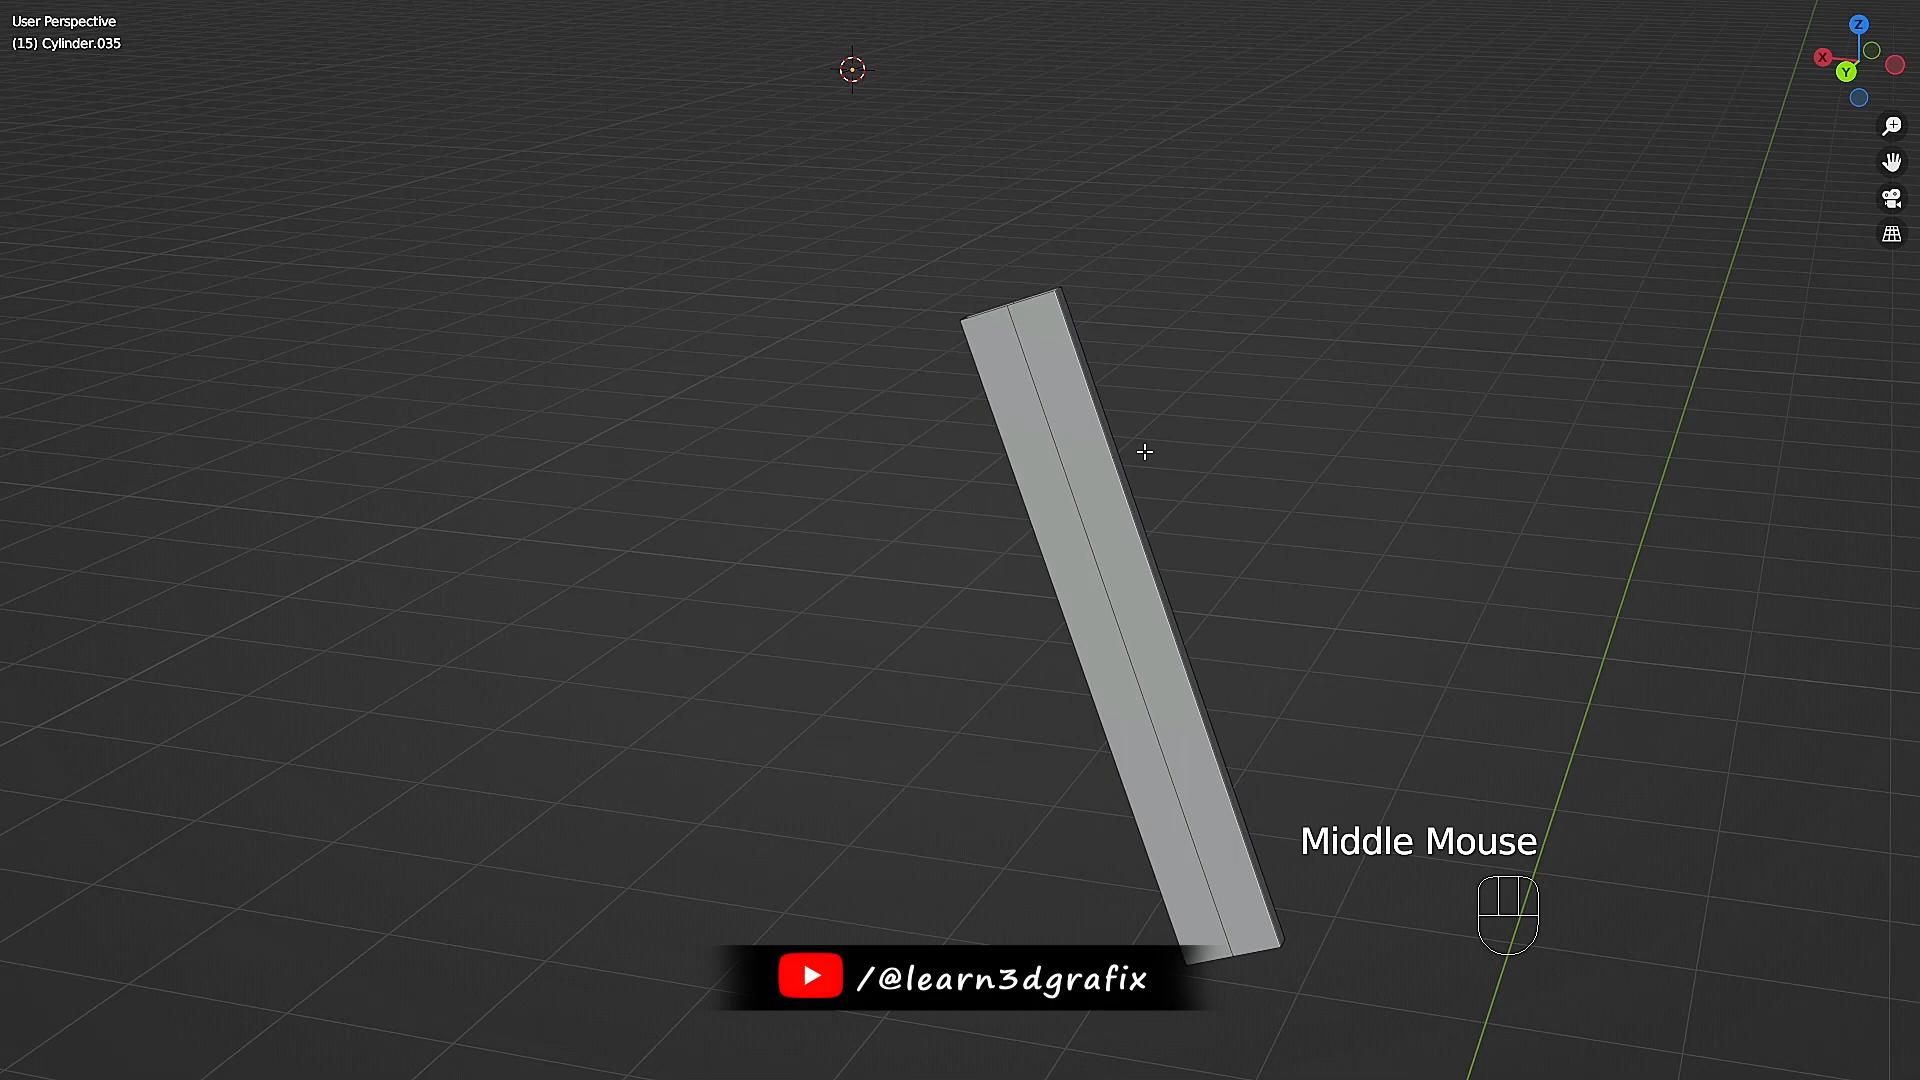 User Perspective
(15) Cylinder.035
Z
X
Y
Middle Mouse
/@learn3dgrafix